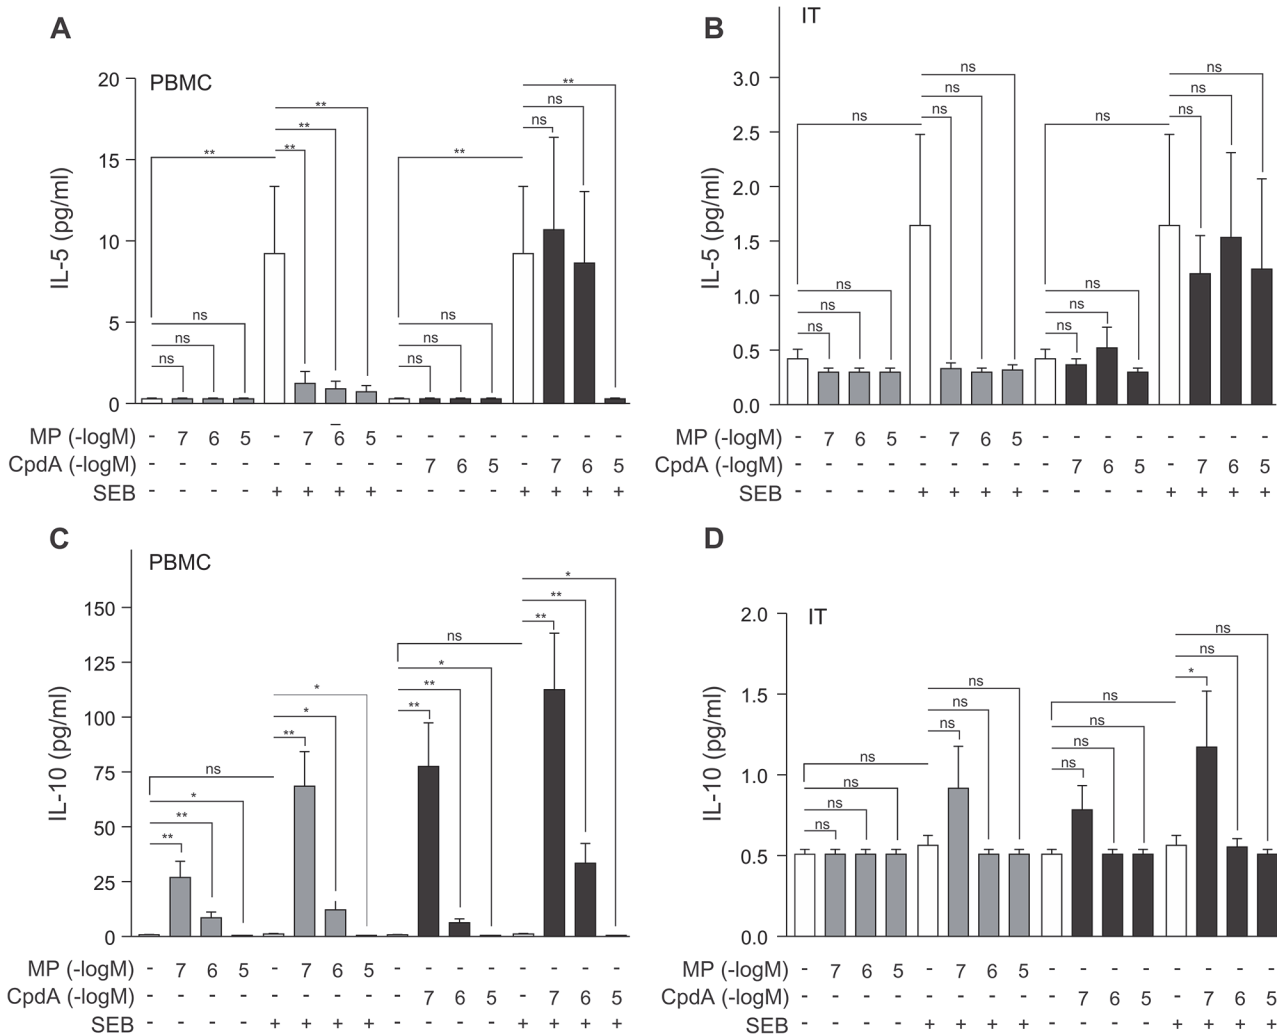 A
PBMC
IL-5 (pg/ml)
20
15
10
5
0
** ** ** ** ns ns ns ** ns ns ns ns ns **
MP (-logM) - 7 6 5 - 7 6 5 - - - - - - - -
CpdA (-logM) - - - - - - - - - 7 6 5 - 7 6 5
SEB - - - - + + + + - - - - + + + +
B
IT
IL-5 (pg/ml)
3.0
2.5
2.0
1.5
1.0
0.5
0.0
ns ns ns ns ns ns ns ns ns ns ns ns ns ns
MP (-logM) - 7 6 5 - 7 6 5 - - - - - - - -
CpdA (-logM) - - - - - - - - - 7 6 5 - 7 6 5
SEB - - - - + + + + - - - - + + + +
C
PBMC
IL-10 (pg/ml)
150
125
100
75
50
25
0
ns * ** ** * * ** ns * ** ** * ** **
MP (-logM) - 7 6 5 - 7 6 5 - - - - - - - -
CpdA (-logM) - - - - - - - - - 7 6 5 - 7 6 5
SEB - - - - + + + + - - - - + + + +
D
IT
IL-10 (pg/ml)
2.0
1.5
1.0
0.5
0.0
ns ns ns ns ns ns ns ns ns ns ns ns ns *
MP (-logM) - 7 6 5 - 7 6 5 - - - - - - - -
CpdA (-logM) - - - - - - - - - 7 6 5 - 7 6 5
SEB - - - - + + + + - - - - + + + +